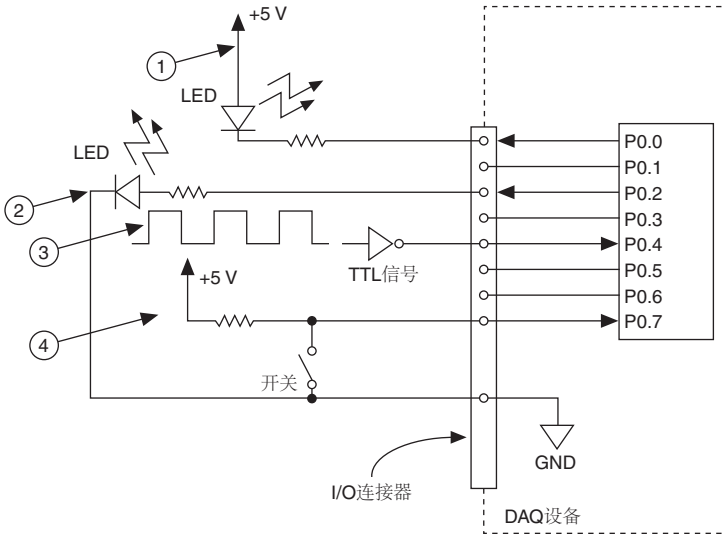 +5 V
1
LED
LED
P0.0
P0.1
2
P0.2
P0.3
3
P0.4
TTL信号
+5 V
P0.5
P0.6
4
P0.7
开关
GND
I/O连接器
DAQ设备